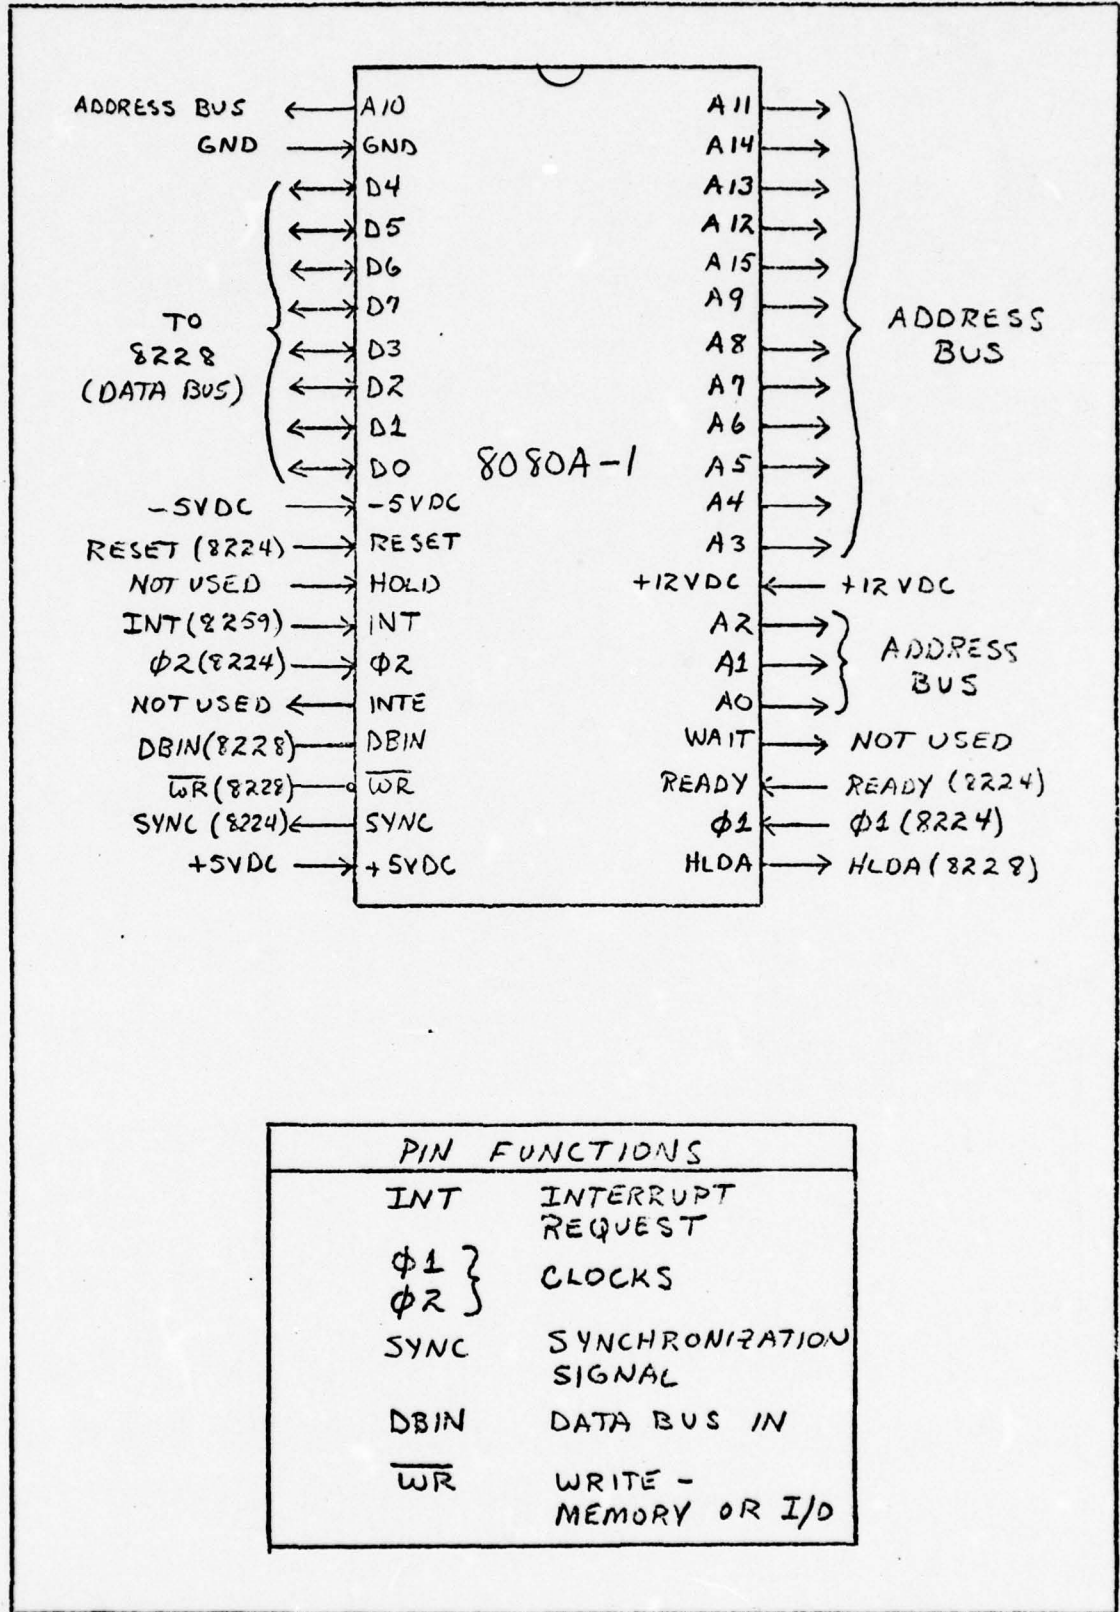 ADDRESS BUS A10 A11
GND GND A14
D4 A13
D5 A12
D6 A15
D7 A9
TO
8228
(DATA BUS)
D3 A8
D2 A7
D1 A6
D0 8080A-1 A5
ADDRESS
BUS
-5VDC -5VDC A4
RESET (8224) RESET A3
NOT USED HOLD +12VDC +12VDC
INT(8259) INT A2
φ2(8224) φ2 A1
ADDRESS
BUS
NOT USED INTE A0
DBIN(8228) DBIN WAIT NOT USED
W̅R̅(8228) W̅R̅ READY READY (8224)
SYNC (8224) SYNC φ1 φ1(8224)
+5VDC +5VDC HLDA HLDA(8228)
PIN FUNCTIONS
INT INTERRUPT
REQUEST
φ1
φ2
CLOCKS
SYNC SYNCHRONIZATION
SIGNAL
DBIN DATA BUS IN
W̅R̅ WRITE -
MEMORY OR I/O